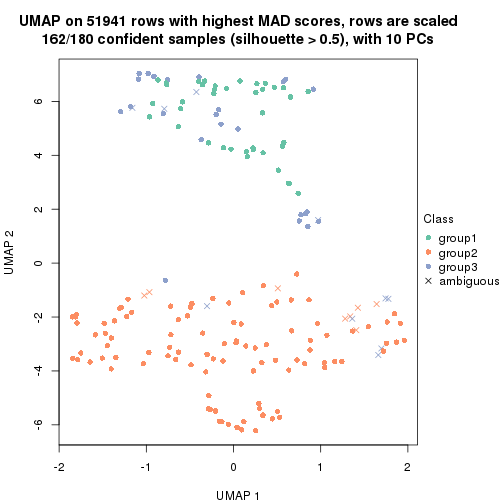 UMAP on 51941 rows with highest MAD scores, rows are scaled
162/180 confident samples (silhouette > 0.5), with 10 PCs
6
4
2
0
-2
-4
-6
UMAP 2
-2
-1
0
1
2
UMAP 1
Class
group1
group2
group3
ambiguous